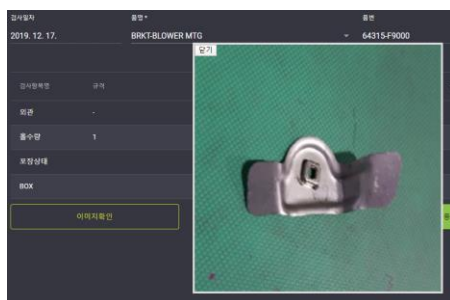 검사일자 품명* 품번
2019. 12. 17. BRKT-BLOWER MTG 64315-F9000
닫기
검사항목명 규격
외관 -
홀수량 1
포장상태
BOX
이미지확인